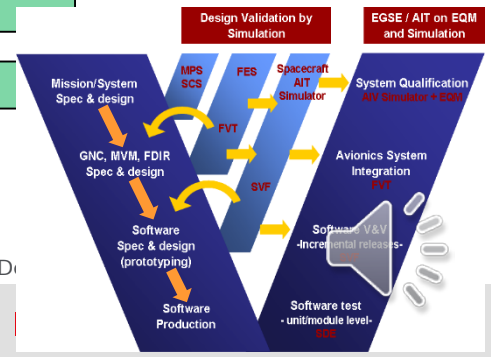 Design Validation by
Simulation
EGSE / AIT on EQM
and Simulation
Mission/System
Spec & design
MPS
SCS
FES
Spacecraft
AIT
Simulator
System Qualification
AIV Simulator + EQM
FVT
GNC, MVM, FDIR
Spec & design
Avionics System
Integration
FVT
SVF
Software
Spec & design
(prototyping)
Software V&V
-Incremental releases-
Software
Production
Software test
- unit/module level-
SDE